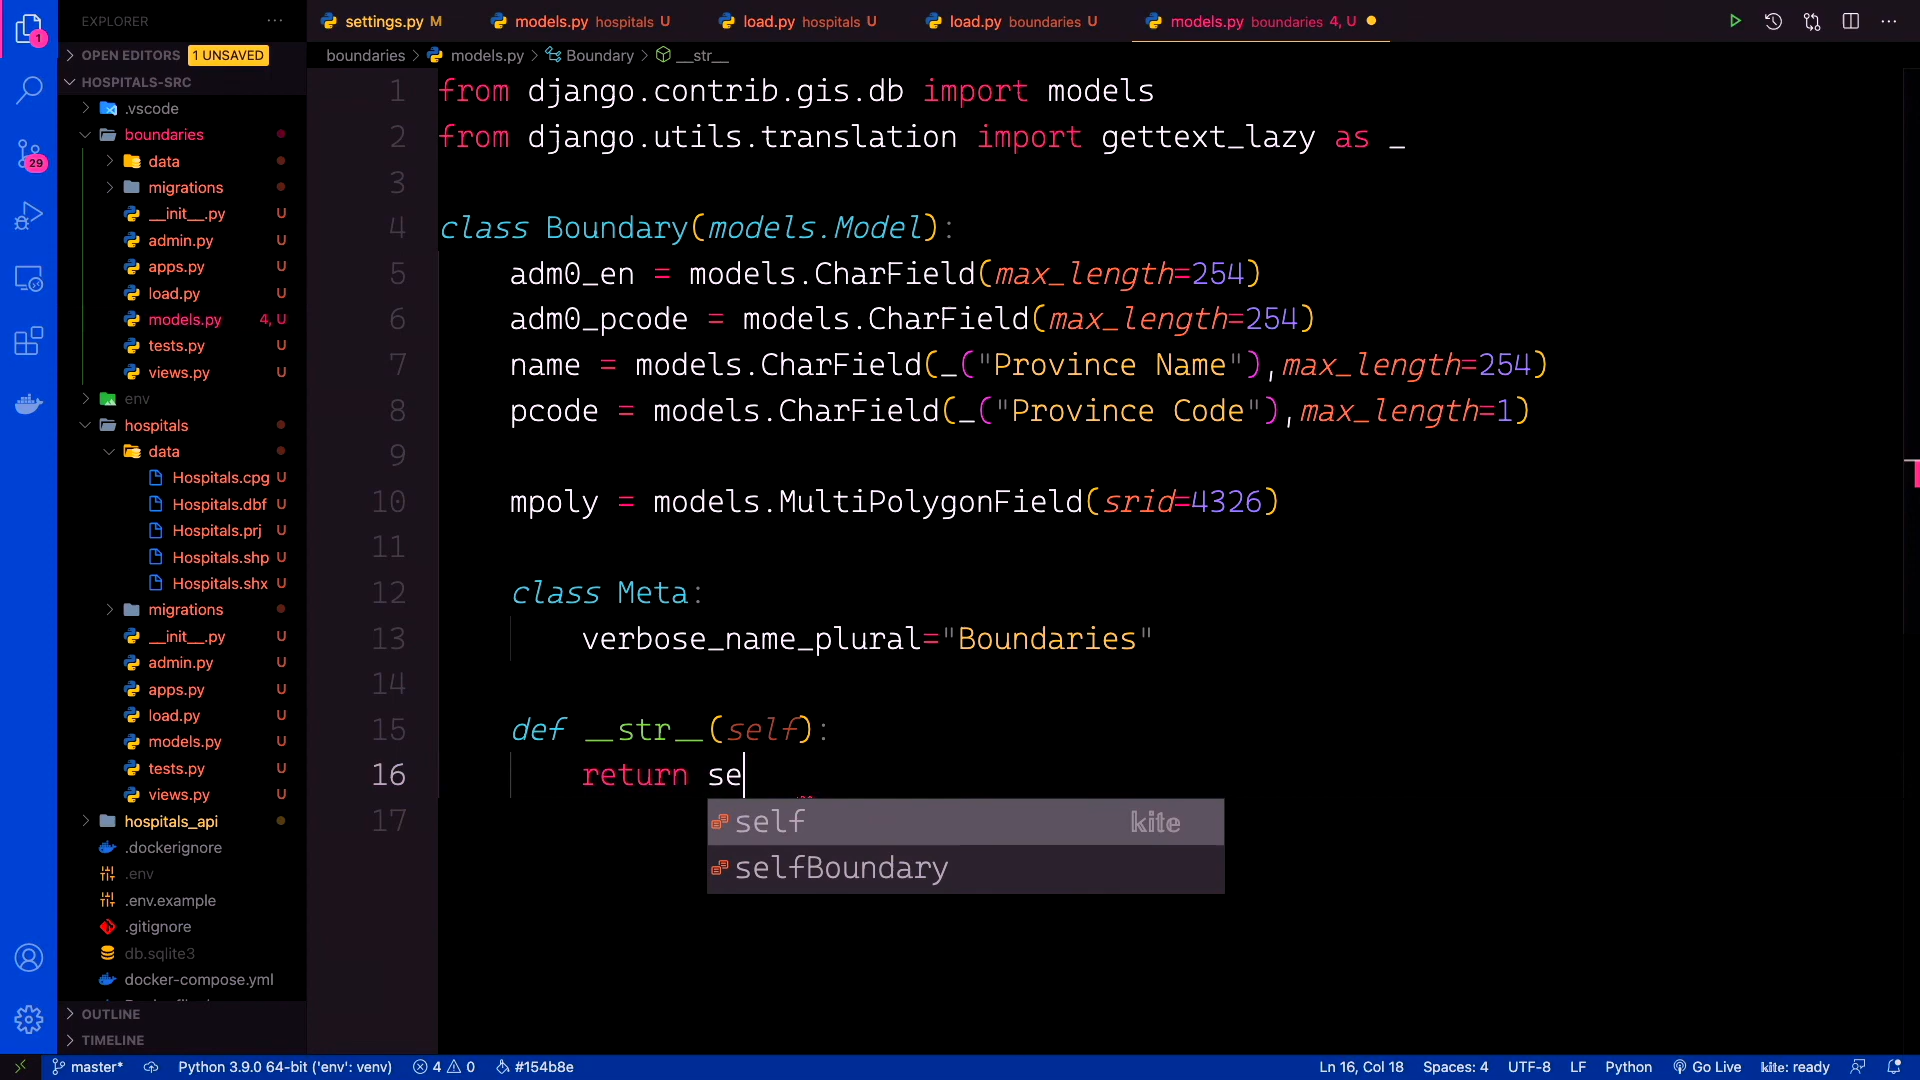 EXPLORER
settings.py M
models.py hospitals U
load.py hospitals U
load.py boundaries U
models.py boundaries 4, U
OPEN EDITORS 1 UNSAVED
boundaries > models.py > Boundary > __str__
HOSPITALS-SRC
.vscode
boundaries
data
migrations
__init__.py U
admin.py U
apps.py U
load.py U
models.py 4, U
tests.py U
views.py U
env
hospitals
data
Hospitals.cpg U
Hospitals.dbf U
Hospitals.prj U
Hospitals.shp U
Hospitals.shx U
migrations
__init__.py U
admin.py U
apps.py U
load.py U
models.py U
tests.py U
views.py U
hospitals_api
.dockerignore
.env
.env.example
.gitignore
db.sqlite3
docker-compose.yml
OUTLINE
TIMELINE
1
29
1 from django.contrib.gis.db import models
2 from django.utils.translation import gettext_lazy as _
3
4 class Boundary(models.Model):
5 adm0_en = models.CharField(max_length=254)
6 adm0_pcode = models.CharField(max_length=254)
7 name = models.CharField(_("Province Name"),max_length=254)
8 pcode = models.CharField(_("Province Code"),max_length=1)
9
10 mpoly = models.MultiPolygonField(srid=4326)
11
12 class Meta:
13 verbose_name_plural="Boundaries"
14
15 def __str__(self):
16 return se
17
self kite
selfBoundary
master* Python 3.9.0 64-bit ('env': venv) 4 0 #154b8e Ln 16, Col 18 Spaces: 4 UTF-8 LF Python Go Live kite: ready